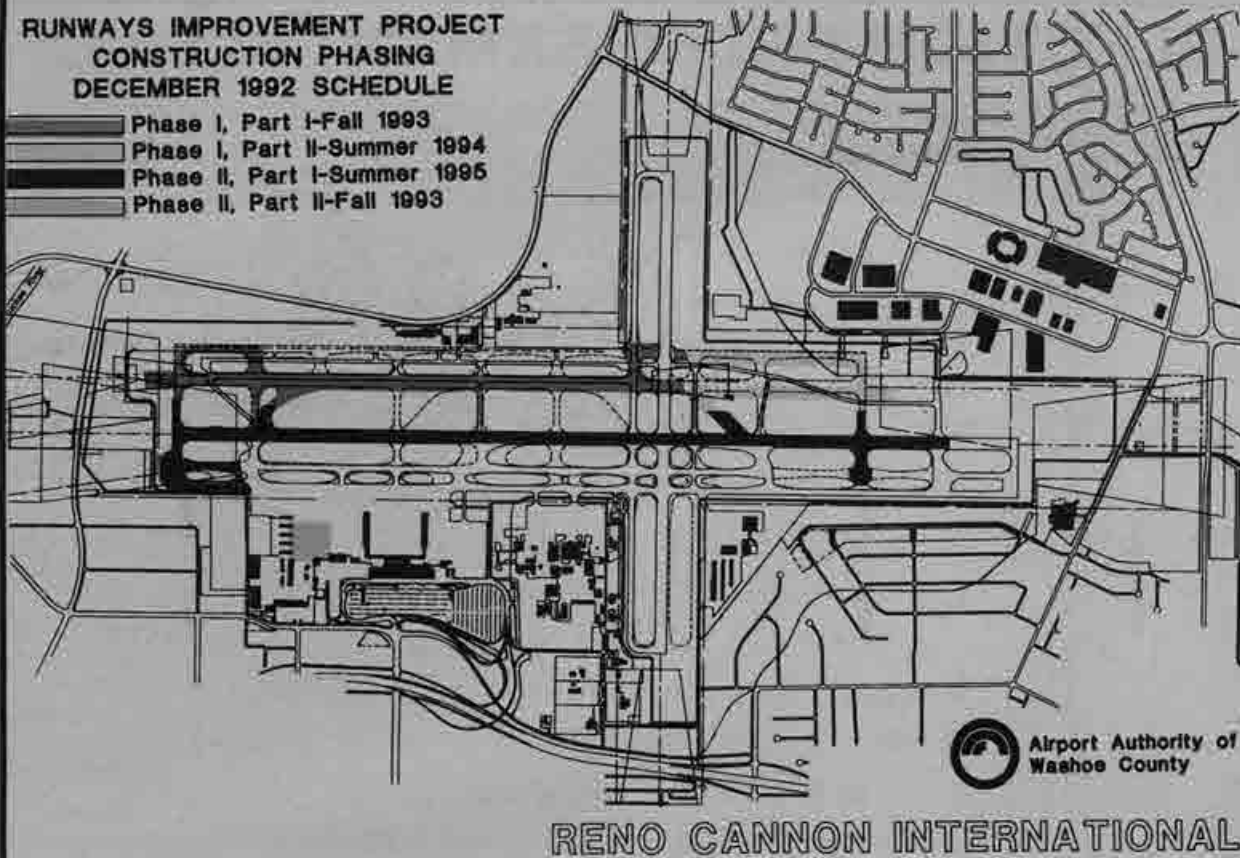 RUNWAYS IMPROVEMENT PROJECT
CONSTRUCTION PHASING
DECEMBER 1992 SCHEDULE
Phase I, Part I-Fall 1993
Phase I, Part II-Summer 1994
Phase II, Part I-Summer 1995
Phase II, Part II-Fall 1993
Airport Authority of
Washoe County
RENO CANNON INTERNATIONAL